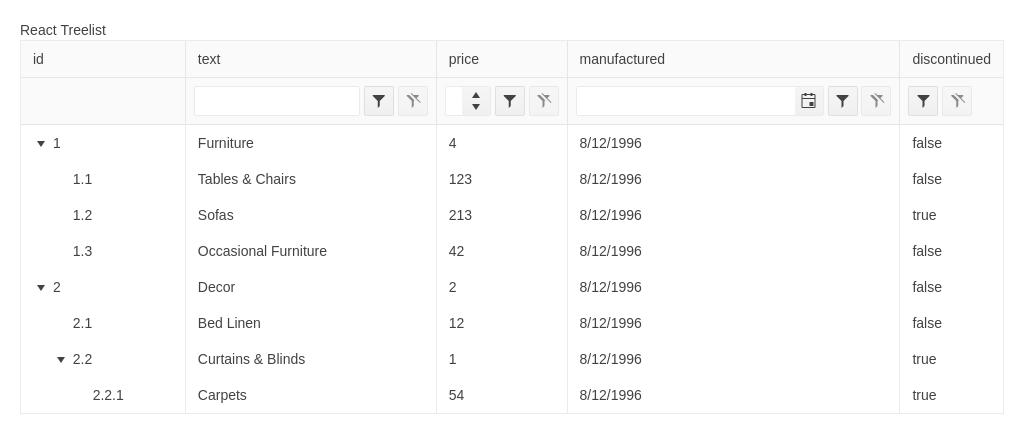 React Treelist
id text price manufactured discontinued
1 Furniture 4 8/12/1996 false
1.1 Tables & Chairs 123 8/12/1996 false
1.2 Sofas 213 8/12/1996 true
1.3 Occasional Furniture 42 8/12/1996 false
2 Decor 2 8/12/1996 false
2.1 Bed Linen 12 8/12/1996 false
2.2 Curtains & Blinds 1 8/12/1996 true
2.2.1 Carpets 54 8/12/1996 true